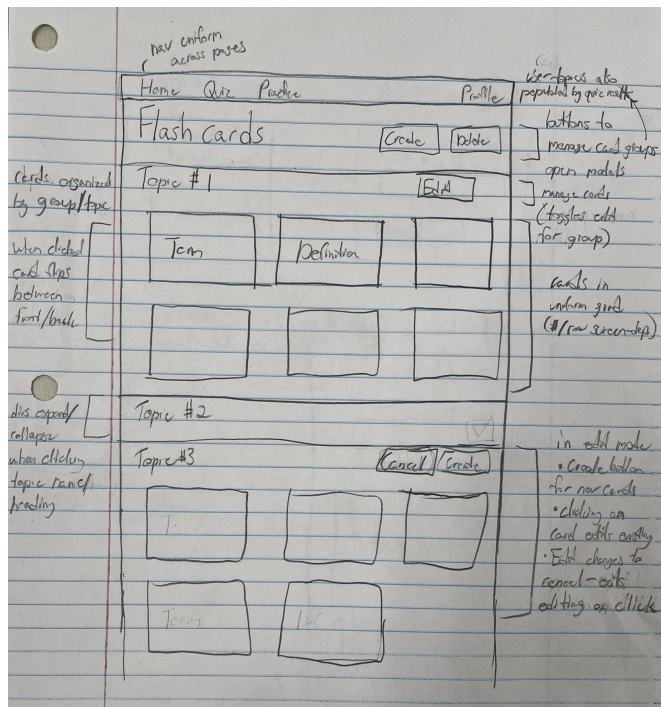 nav uniform
across pages
Home Quiz Practice Profile
Flash Cards
Create Delete
Topic #1
Edit
Term Definition
Topic #2
Topic #3
Cancel Create
T
Term
cards organized
by group/topic
when clicked
card flips
between
front/back
divs expand/
collapse
when clicking
topic name/
heading
user topics also
populated by quiz results
buttons to
manage card groups
open modals
manage cards
(toggles edit
for group)
cards in
uniform grid
(#/row screen-dep)
in edit mode
• Create button
for new cards
• clicking on
card edits existing
• Edit changes to
cancel - exits
editing on click